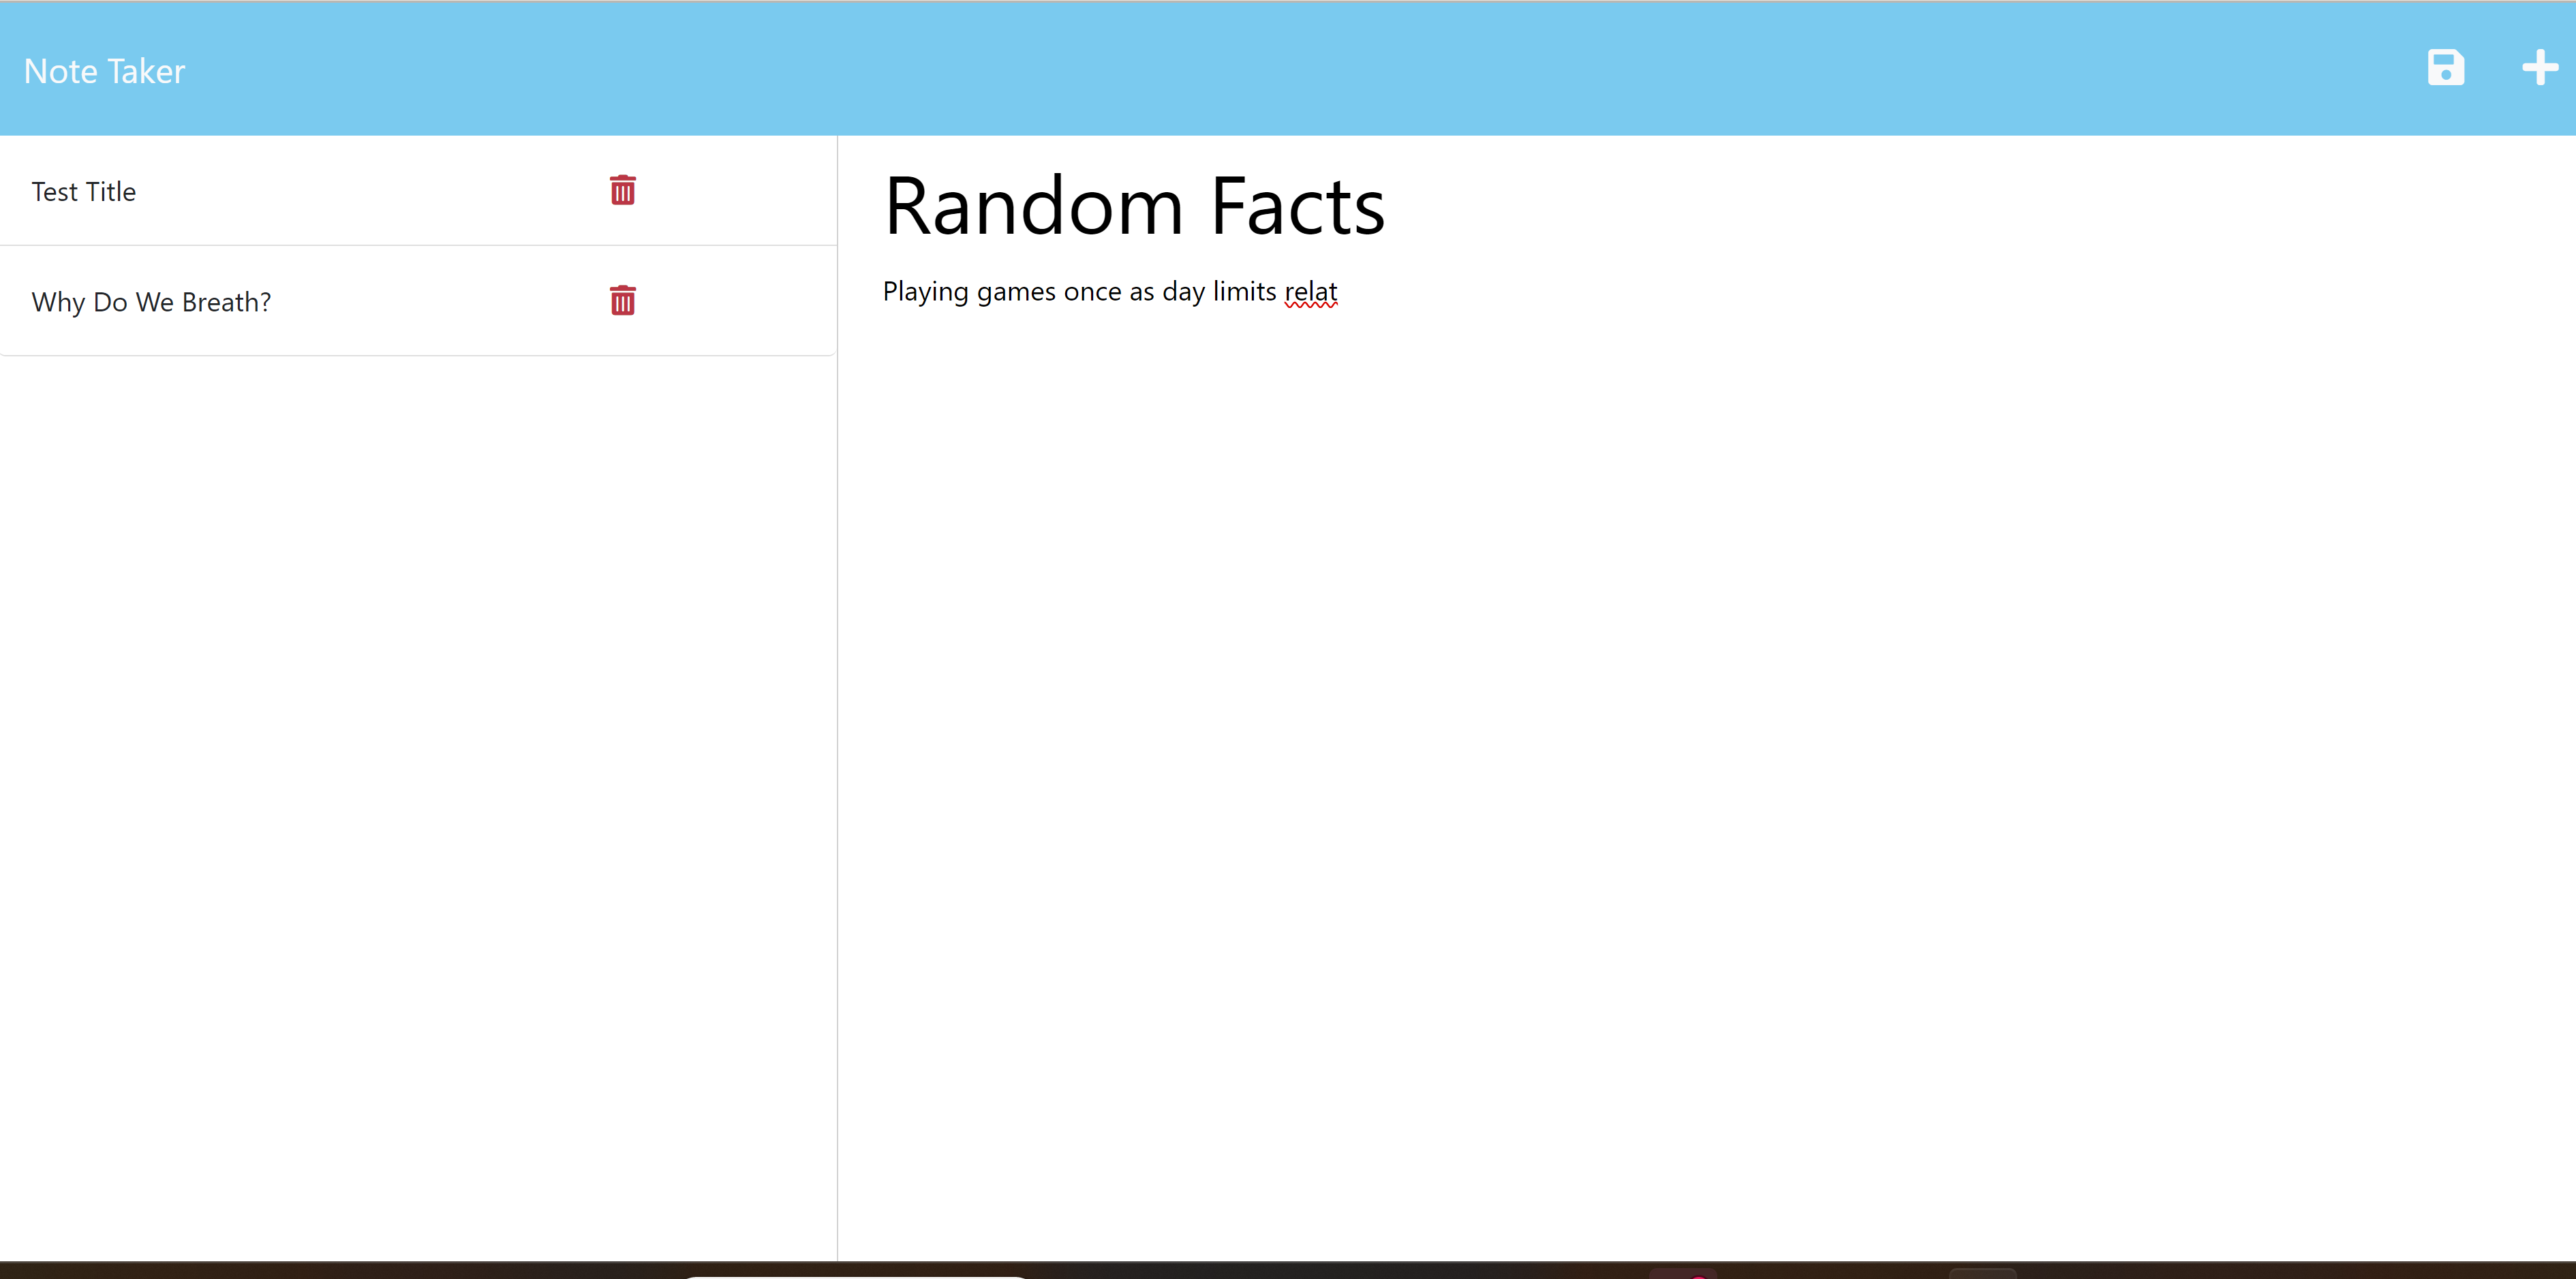 Note Taker
Test Title
Why Do We Breath?
Random Facts
Playing games once as day limits relat